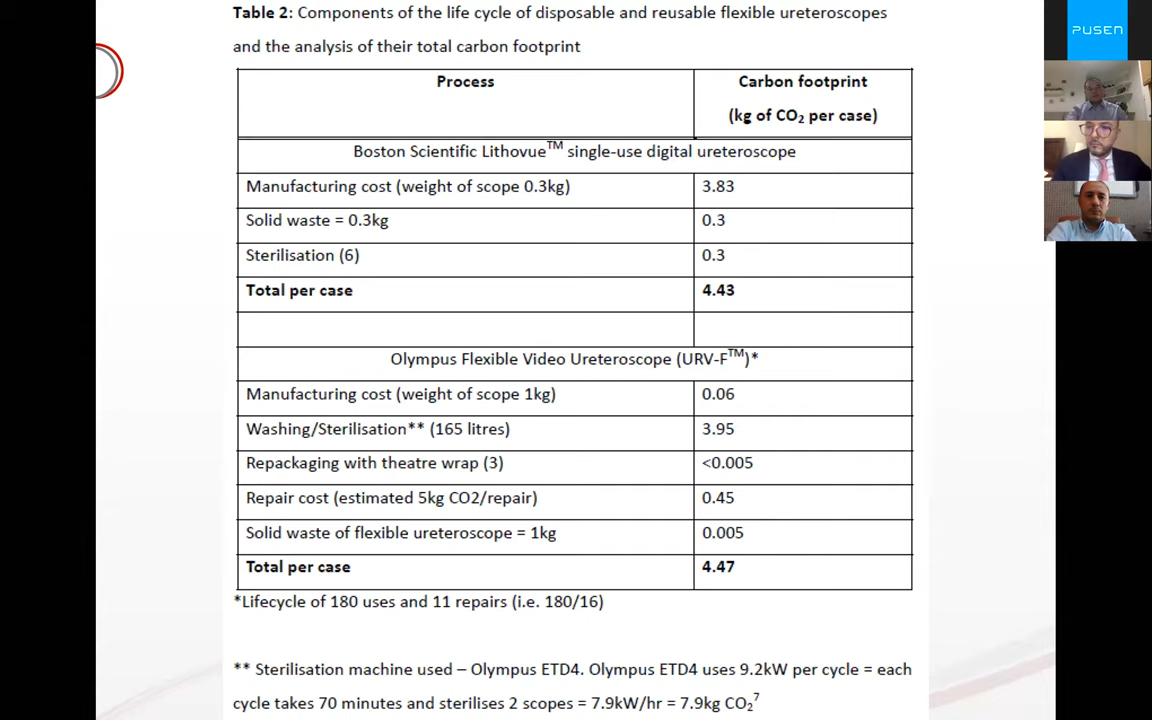 Table 2: Components of the life cycle of disposable and reusable flexible ureteroscopes
and the analysis of their total carbon footprint
Process
Carbon footprint
(kg of CO₂ per case)
Boston Scientific Lithovue™ single-use digital ureteroscope
Manufacturing cost (weight of scope 0.3kg) 3.83
Solid waste = 0.3kg 0.3
Sterilisation (6) 0.3
Total per case 4.43
Olympus Flexible Video Ureteroscope (URV-F™)*
Manufacturing cost (weight of scope 1kg) 0.06
Washing/Sterilisation** (165 litres) 3.95
Repackaging with theatre wrap (3) <0.005
Repair cost (estimated 5kg CO2/repair) 0.45
Solid waste of flexible ureteroscope = 1kg 0.005
Total per case 4.47
*Lifecycle of 180 uses and 11 repairs (i.e. 180/16)
** Sterilisation machine used – Olympus ETD4. Olympus ETD4 uses 9.2kW per cycle = each
cycle takes 70 minutes and sterilises 2 scopes = 7.9kW/hr = 7.9kg CO₂⁷
PUSEN